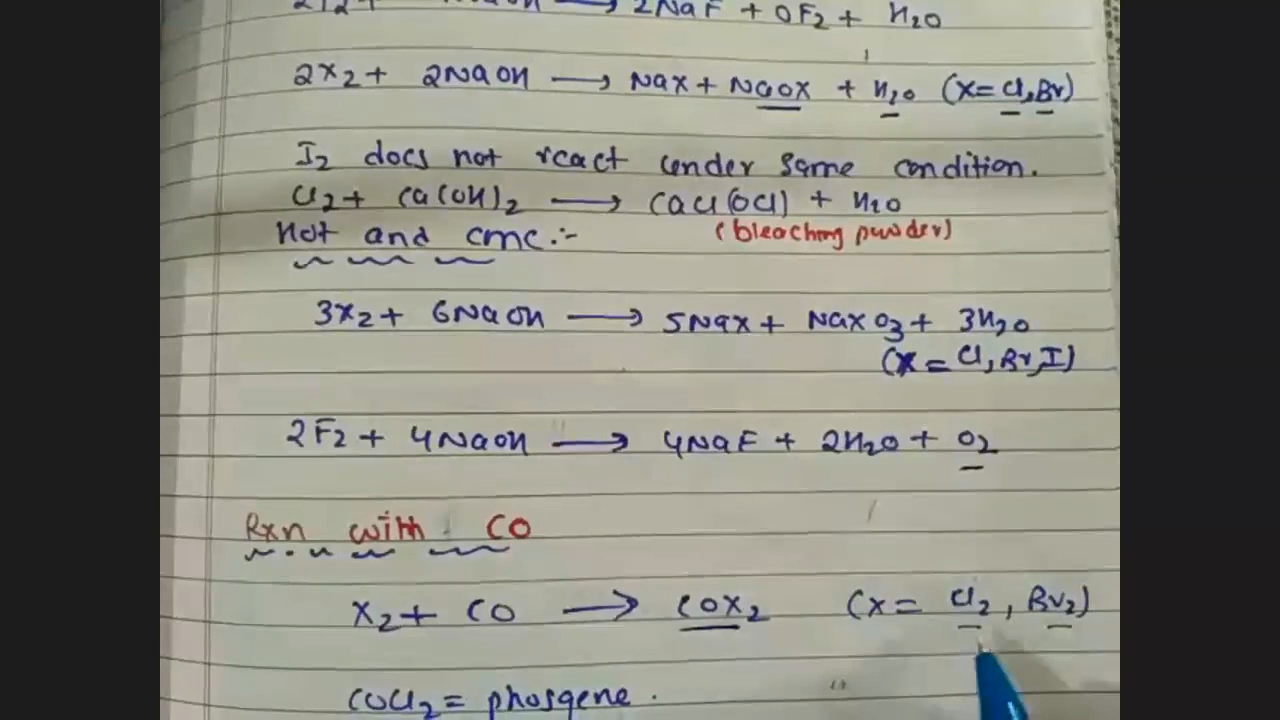 2F2 + NaOH → 2NaF + OF2 + H2O
2X2 + 2NaOH → NaX + NaOX + H2O (X= Cl, Br)
I2 does not react under same condition.
Cl2 + Ca(OH)2 → CaCl(OCl) + H2O
Hot and cmc:- (bleaching powder)
3X2 + 6NaOH → 5NaX + NaXO3 + 3H2O
(X = Cl, Br, I)
2F2 + 4NaOH → 4NaF + 2H2O + O2
Rxn with CO
X2 + CO → COX2 (X = Cl2, Br2)
COCl2 = phosgene.